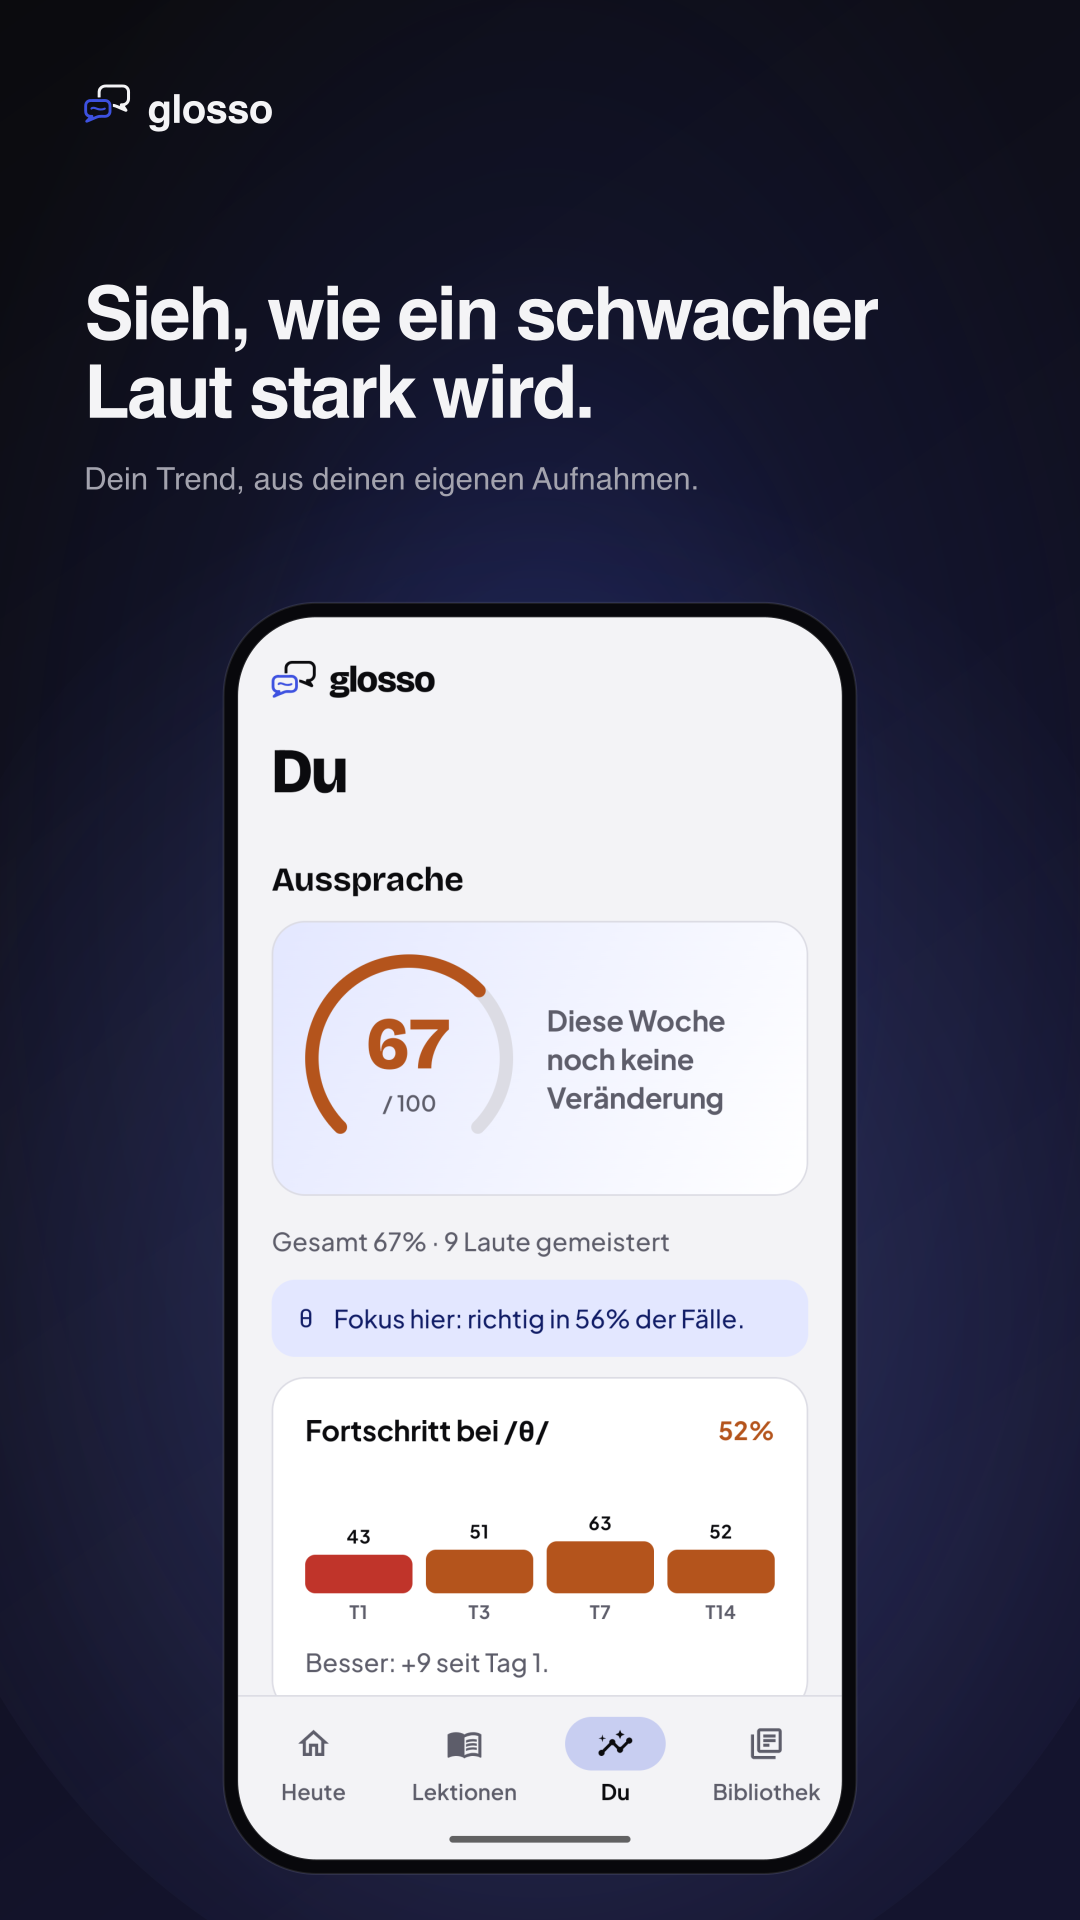 glosso
Sieh, wie ein schwacher
Laut stark wird.
Dein Trend, aus deinen eigenen Aufnahmen.
glosso
Du
Aussprache
67
/ 100
Diese Woche
noch keine
Veränderung
Gesamt 67% · 9 Laute gemeistert
θ Fokus hier: richtig in 56% der Fälle.
Fortschritt bei /θ/ 52%
43 51 63 52
T1 T3 T7 T14
Besser: +9 seit Tag 1.
Heute Lektionen Du Bibliothek